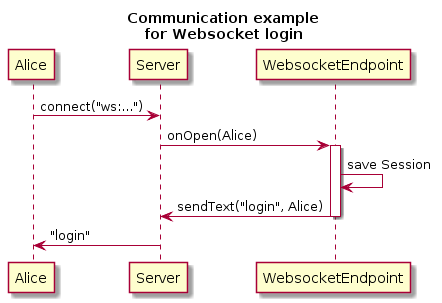 Communication example
for Websocket login
Alice
Server
WebsocketEndpoint
connect("ws:...")
onOpen(Alice)
save Session
sendText("login", Alice)
"login"
Alice
Server
WebsocketEndpoint